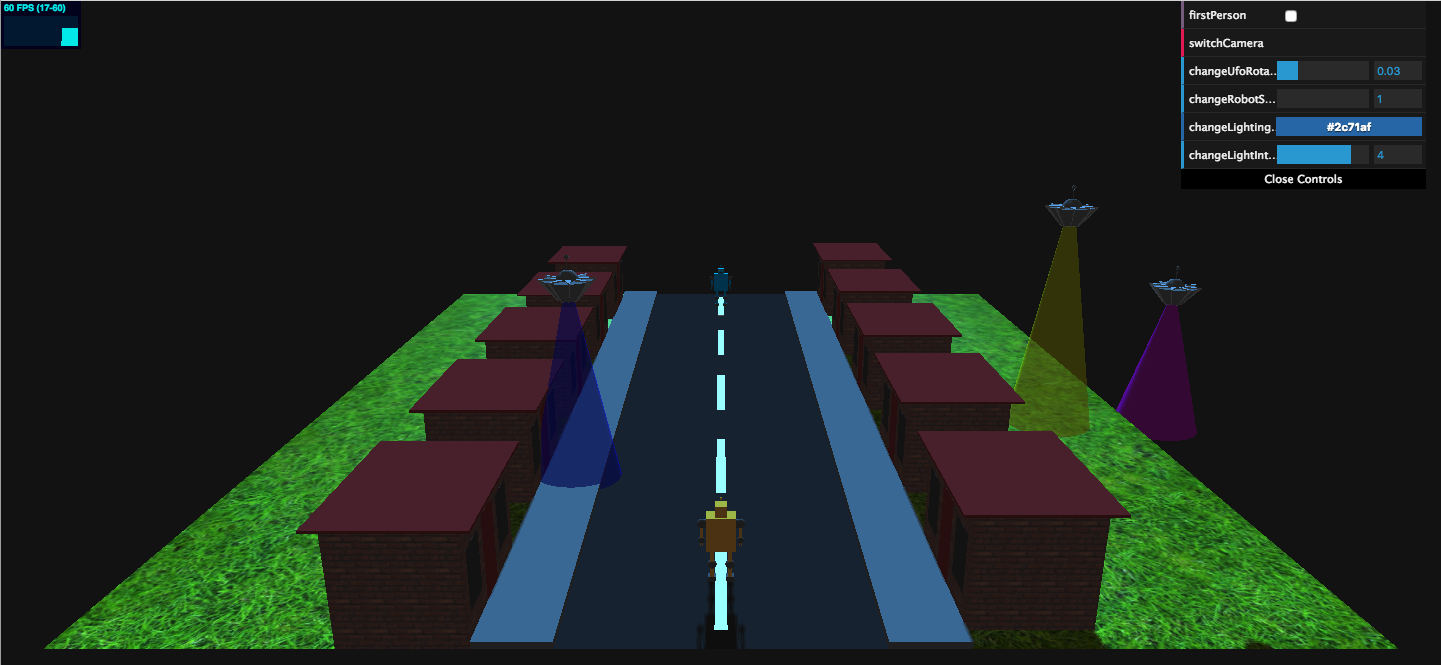 60 FPS (17-60)
firstPerson
switchCamera
changeUfoRota.. 0.03
changeRobotS... 1
changeLighting. #2c71af
changeLightInt.. 4
Close Controls